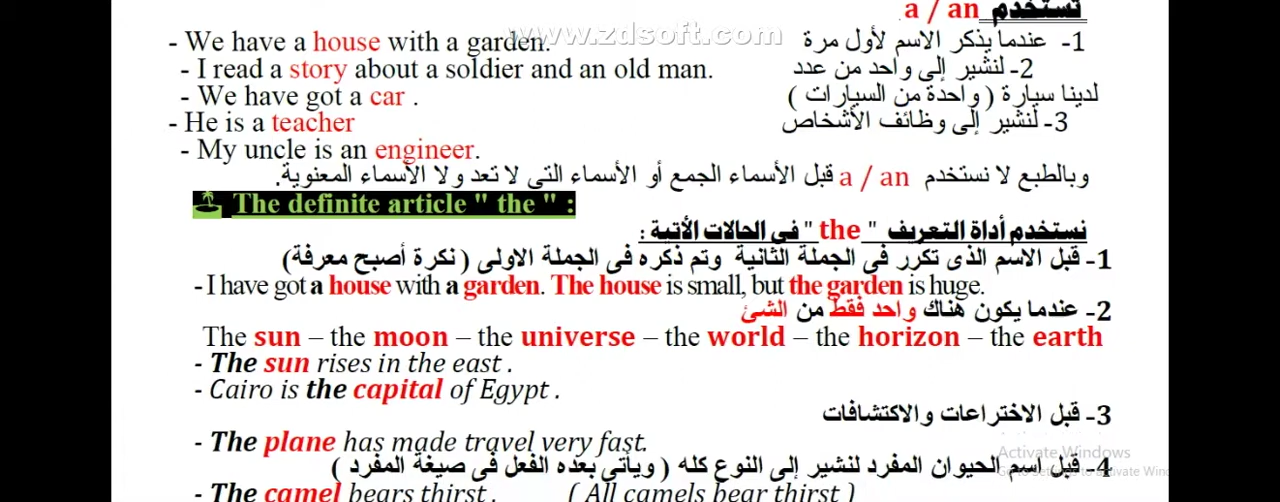 نستخدم a / an
1- عندما يذكر الاسم لأول مرة
- We have a house with a garden.
www.zdsoft.com
2- لنشير إلى واحد من عدد
- I read a story about a soldier and an old man.
لدينا سيارة ( واحدة من السيارات )
- We have got a car .
3- لنشير إلى وظائف الأشخاص
- He is a teacher
- My uncle is an engineer.
وبالطبع لا نستخدم a / an قبل الأسماء الجمع أو الأسماء التى لا تعد ولا الأسماء المعنوية.
The definite article " the " :
نستخدم أداة التعريف " the " فى الحالات الأتية :
1- قبل الاسم الذى تكرر فى الجملة الثانية وتم ذكره فى الجملة الاولى ( نكرة أصبح معرفة)
- I have got a house with a garden. The house is small, but the garden is huge.
2- عندما يكون هناك واحد فقط من الشئ
The sun – the moon – the universe – the world – the horizon – the earth
- The sun rises in the east .
- Cairo is the capital of Egypt .
3- قبل الاختراعات والاكتشافات
- The plane has made travel very fast.
Activate Windows
4- قبل اسم الحيوان المفرد لنشير إلى النوع كله ( ويأتى بعده الفعل فى صيغة المفرد )
- The camel bears thirst . ( All camels bear thirst )